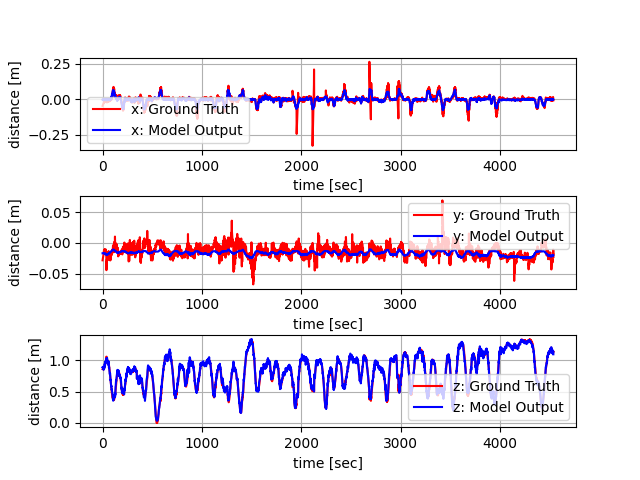 distance [m]
0.25
0.00
−0.25
x: Ground Truth
x: Model Output
0 1000 2000 3000 4000
time [sec]
distance [m]
0.05
0.00
−0.05
y: Ground Truth
y: Model Output
0 1000 2000 3000 4000
time [sec]
distance [m]
1.0
0.5
0.0
z: Ground Truth
z: Model Output
0 1000 2000 3000 4000
time [sec]